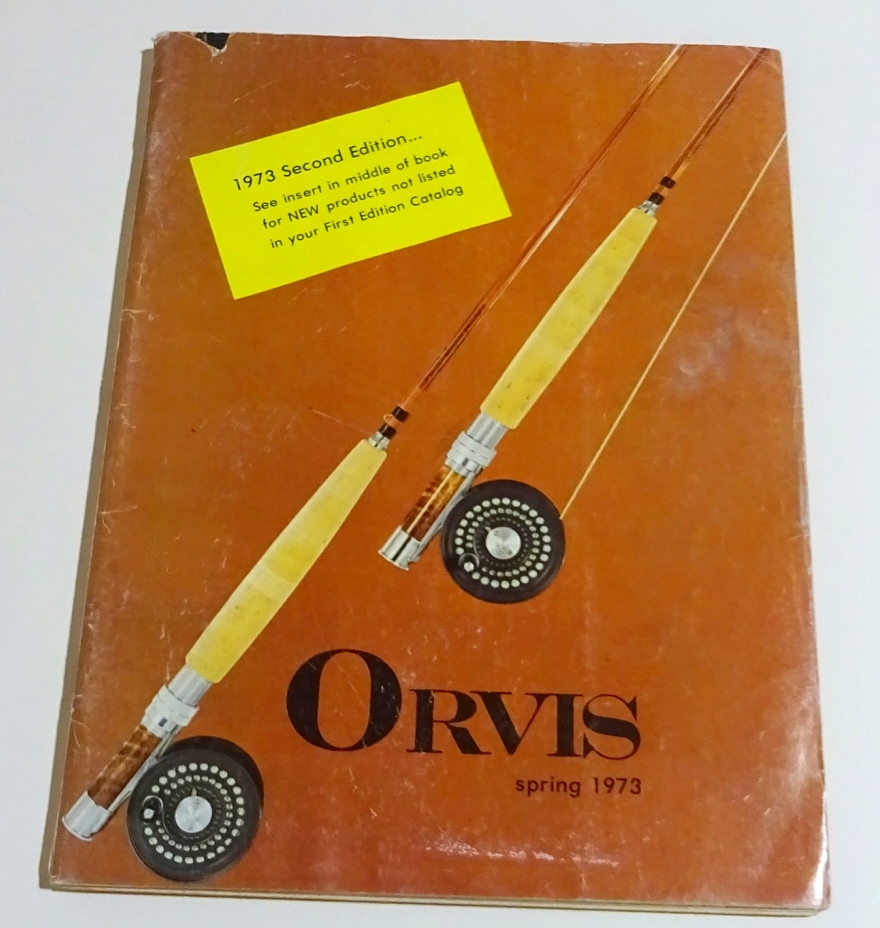 1973 Second Edition...
See insert in middle of book
for NEW products not listed
in your First Edition Catalog
ORVIS
spring 1973